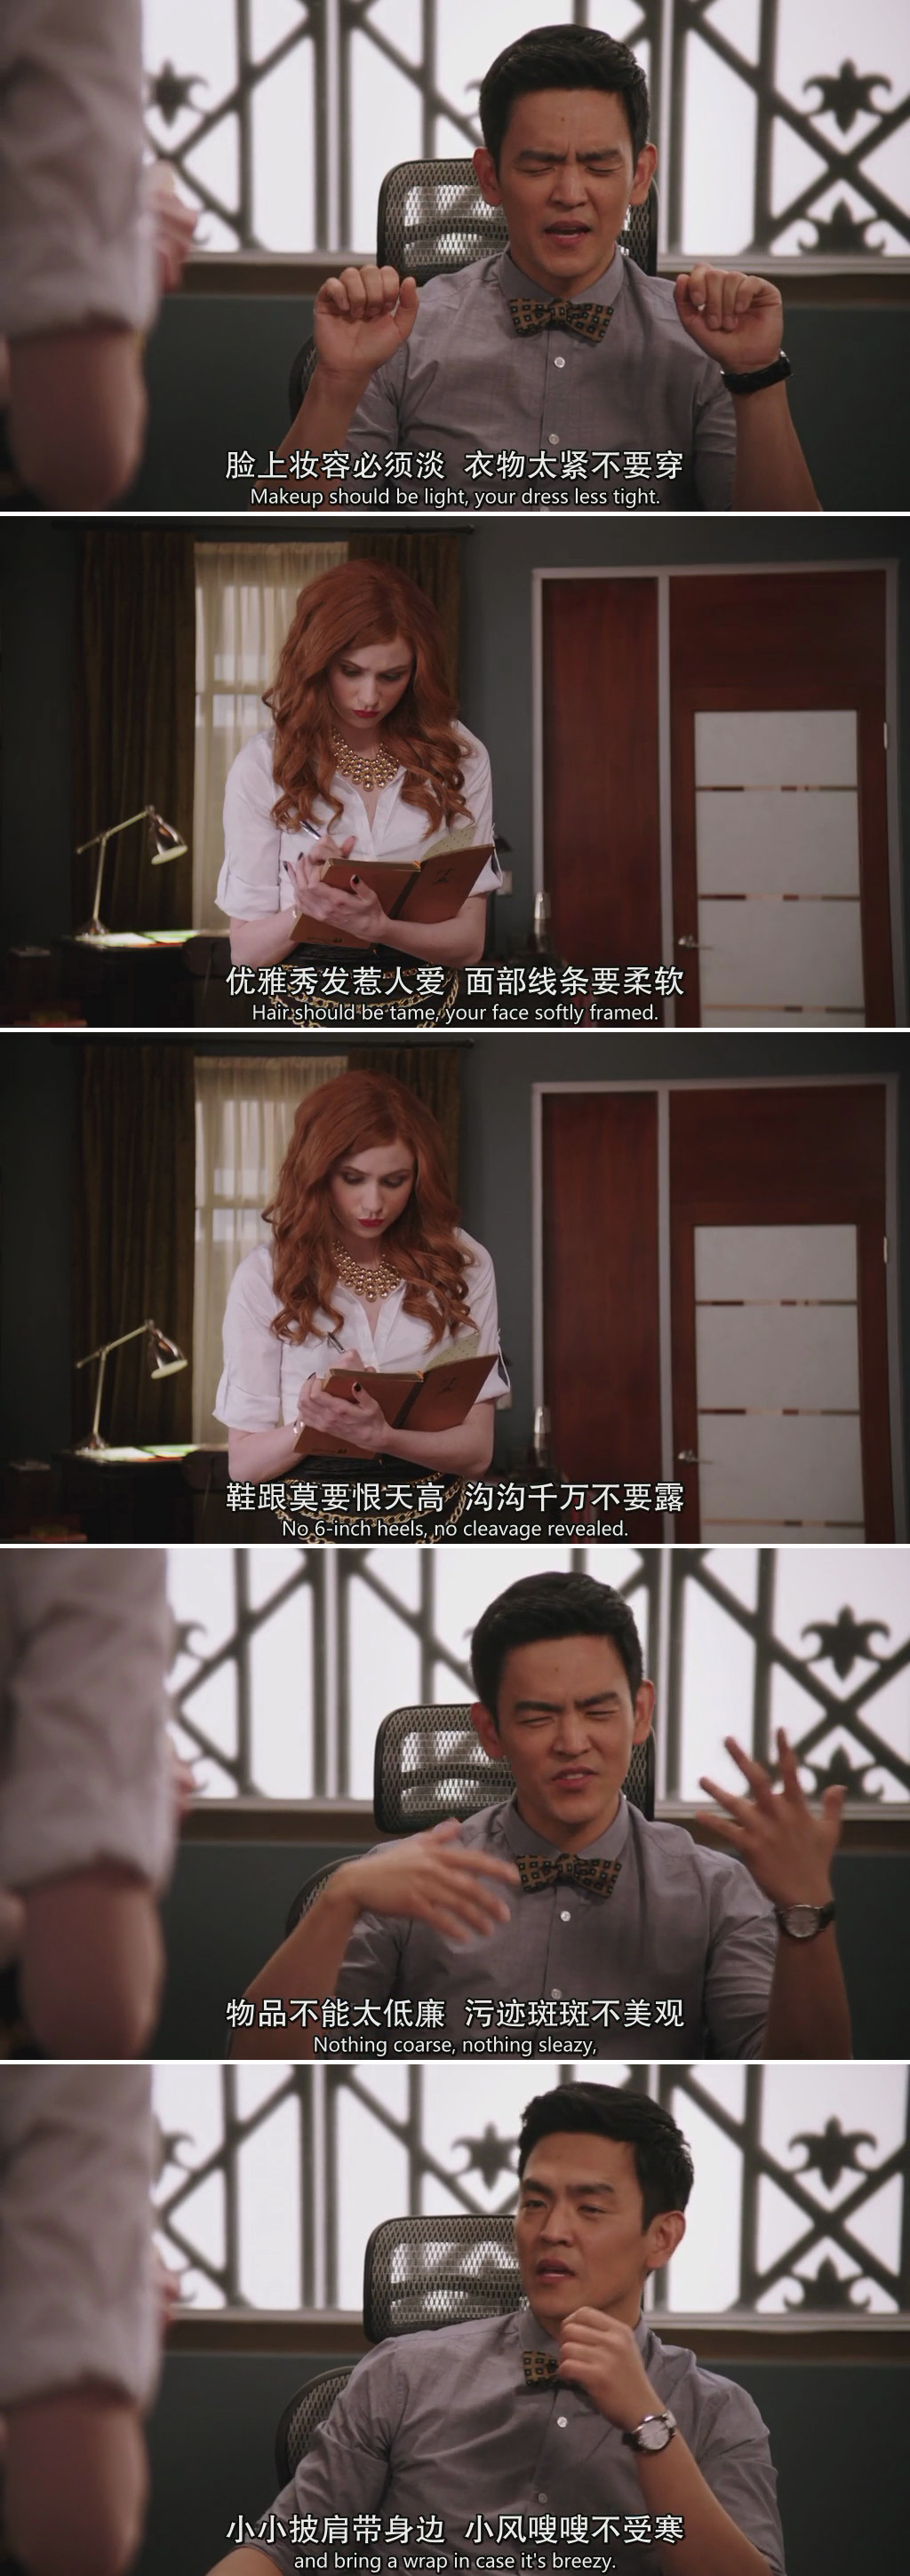 脸上妆容必须淡 衣物太紧不要穿
Makeup should be light, your dress less tight.
优雅秀发惹人爱 面部线条要柔软
Hair should be tame, your face softly framed.
鞋跟莫要恨天高 沟沟千万不要露
No 6-inch heels, no cleavage revealed.
物品不能太低廉 污迹斑斑不美观
Nothing coarse, nothing sleazy,
小小披肩带身边 小风嗖嗖不受寒
and bring a wrap in case it's breezy.